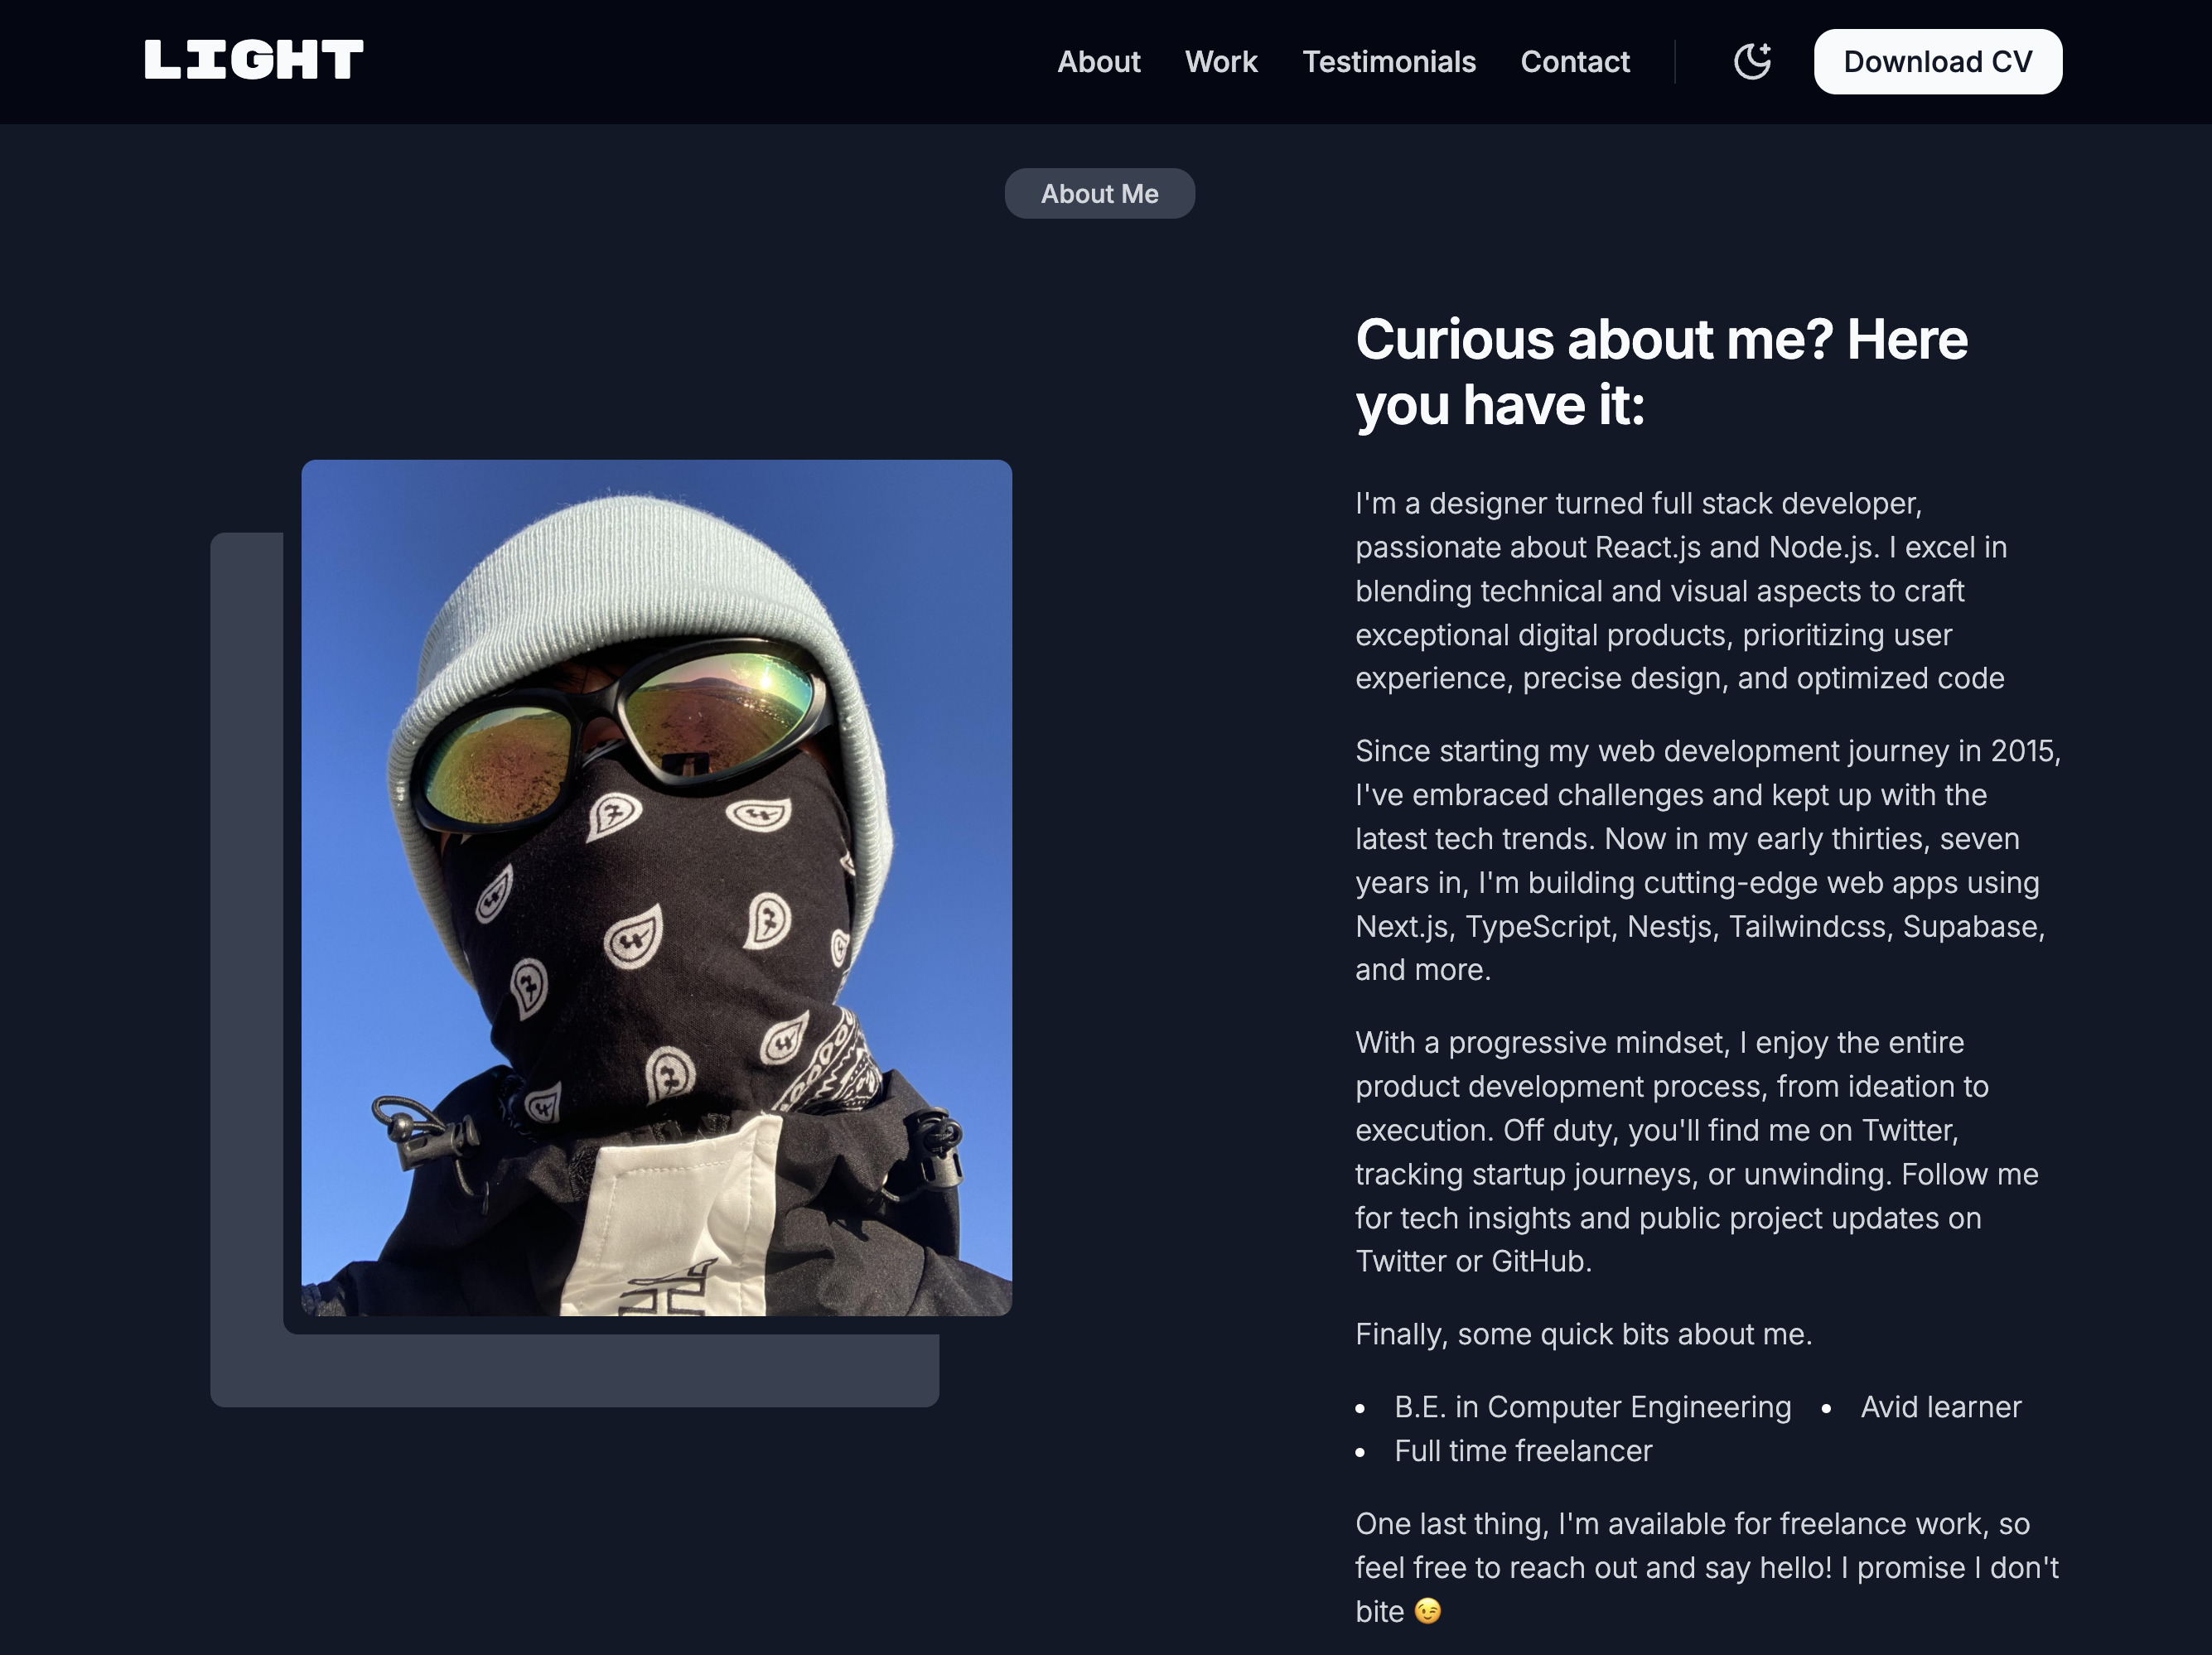 LIGHT
About Work Testimonials Contact Download CV
About Me
Curious about me? Here
you have it:
I'm a designer turned full stack developer,
passionate about React.js and Node.js. I excel in
blending technical and visual aspects to craft
exceptional digital products, prioritizing user
experience, precise design, and optimized code
Since starting my web development journey in 2015,
I've embraced challenges and kept up with the
latest tech trends. Now in my early thirties, seven
years in, I'm building cutting-edge web apps using
Next.js, TypeScript, Nestjs, Tailwindcss, Supabase,
and more.
With a progressive mindset, I enjoy the entire
product development process, from ideation to
execution. Off duty, you'll find me on Twitter,
tracking startup journeys, or unwinding. Follow me
for tech insights and public project updates on
Twitter or GitHub.
Finally, some quick bits about me.
• B.E. in Computer Engineering • Avid learner
• Full time freelancer
One last thing, I'm available for freelance work, so
feel free to reach out and say hello! I promise I don't
bite 😉